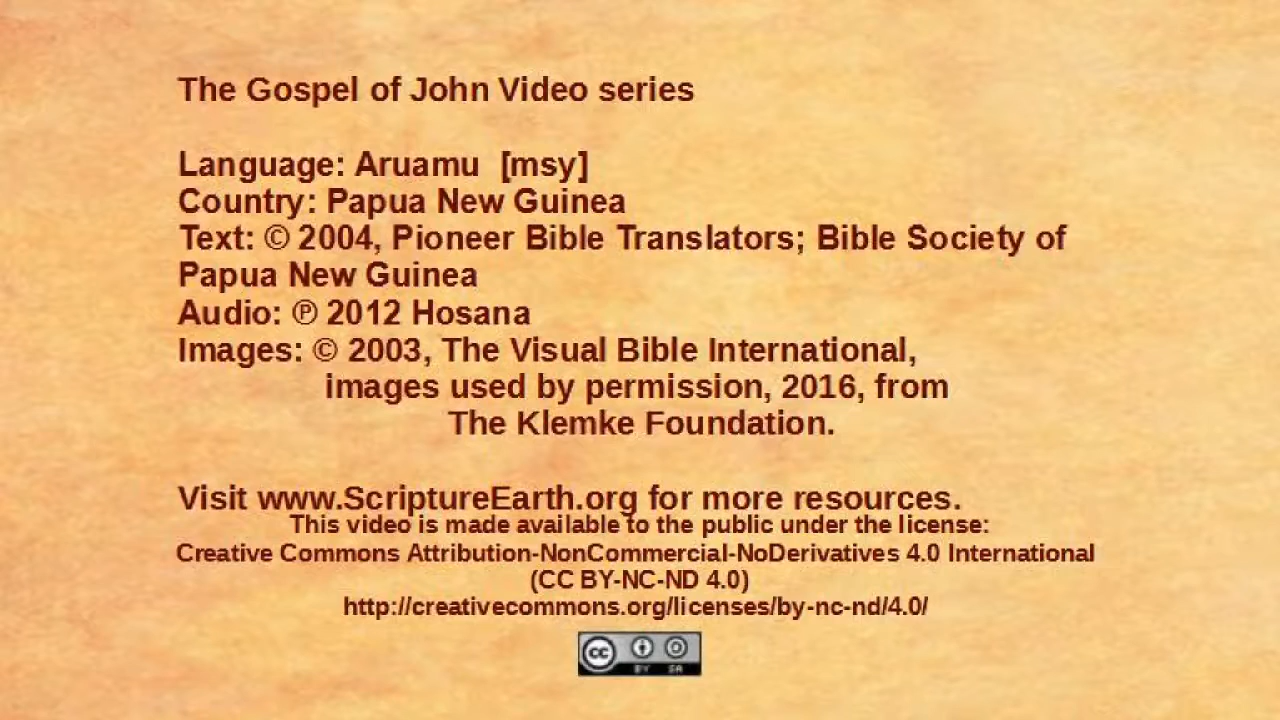 The Gospel of John Video series
Language: Aruamu [msy]
Country: Papua New Guinea
Text: © 2004, Pioneer Bible Translators; Bible Society of
Papua New Guinea
Audio: ℗ 2012 Hosana
Images: © 2003, The Visual Bible International,
images used by permission, 2016, from
The Klemke Foundation.
Visit www.ScriptureEarth.org for more resources.
This video is made available to the public under the license:
Creative Commons Attribution-NonCommercial-NoDerivatives 4.0 International
(CC BY-NC-ND 4.0)
http://creativecommons.org/licenses/by-nc-nd/4.0/
cc
BY SA